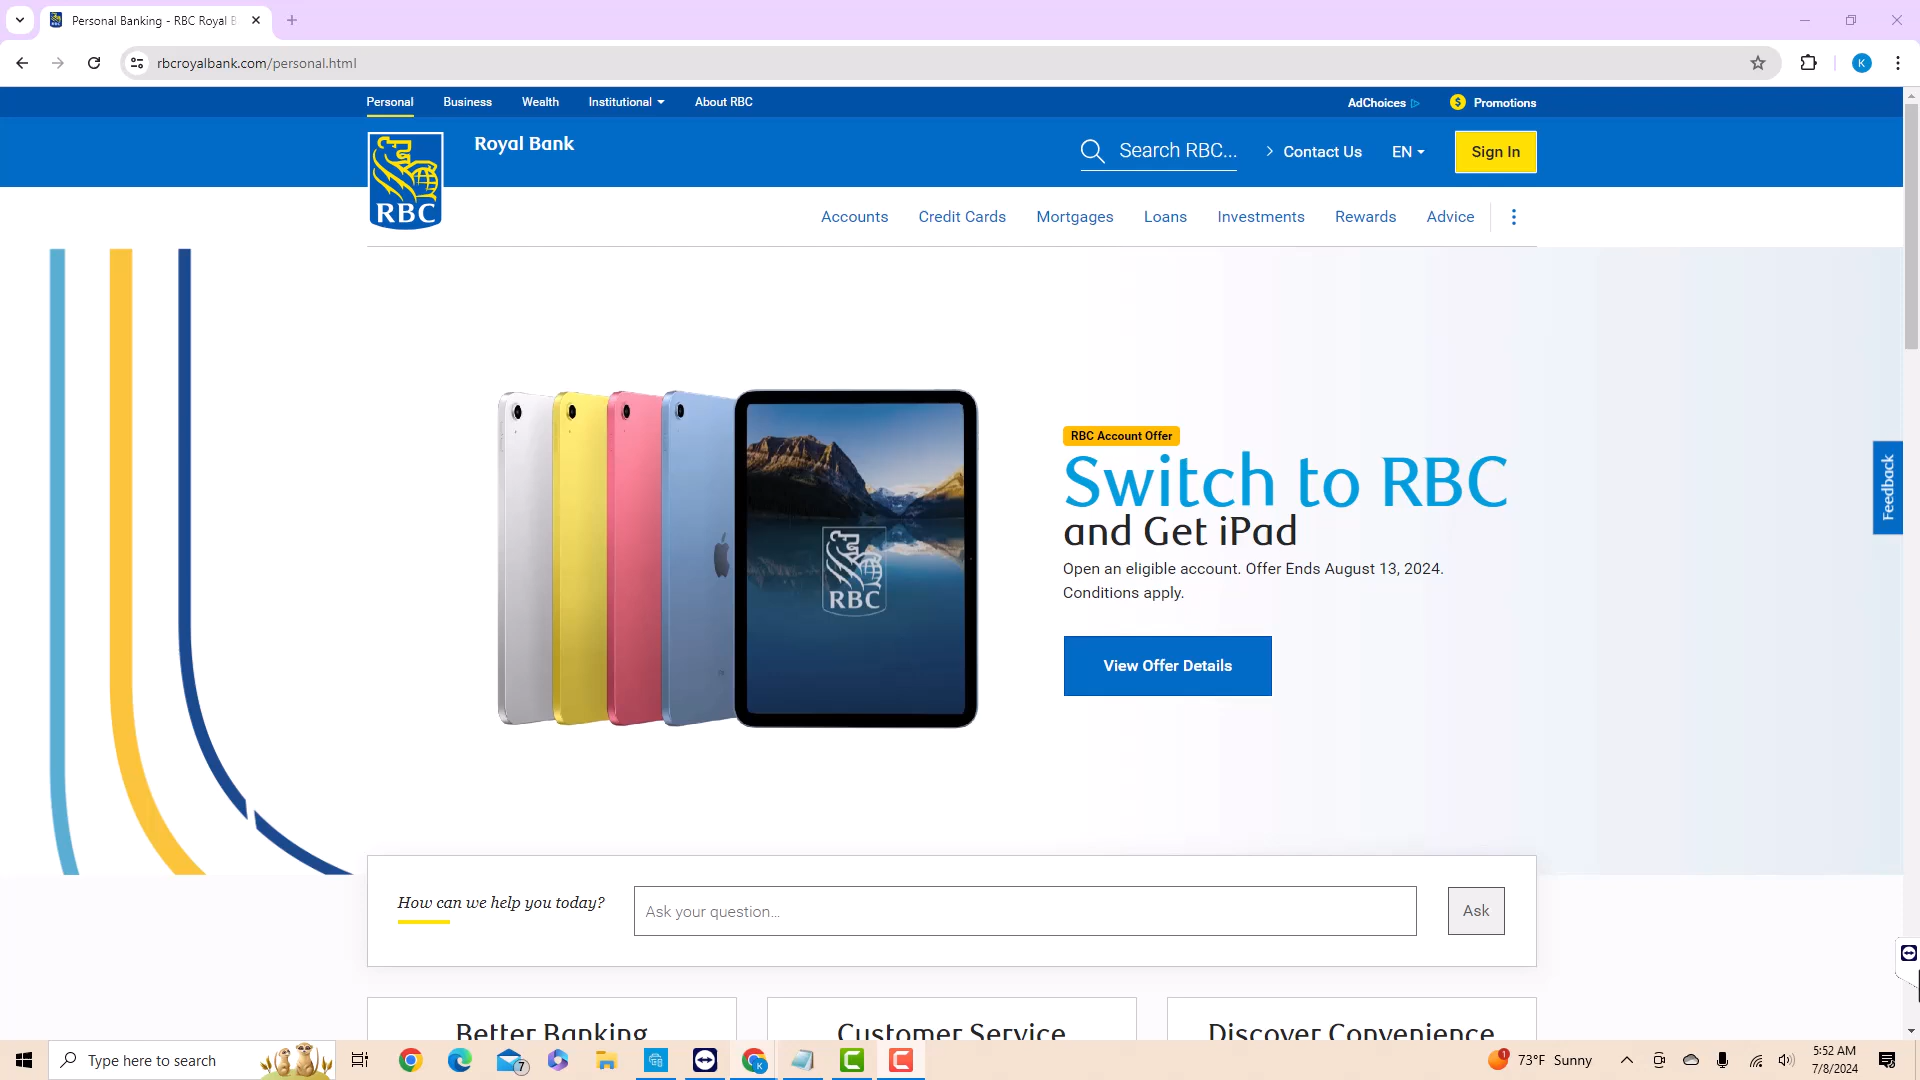 Personal Banking - RBC Royal B
rbcroyalbank.com/personal.html
K
Personal Business Wealth Institutional About RBC AdChoices $ Promotions
RBC
Royal Bank
Search RBC... Contact Us EN Sign In
Accounts Credit Cards Mortgages Loans Investments Rewards Advice
RBC
RBC Account Offer
Switch to RBC
and Get iPad
Open an eligible account. Offer Ends August 13, 2024.
Conditions apply.
View Offer Details
Feedback
How can we help you today? Ask your question... Ask
Better Banking Customer Service Discover Convenience
Type here to search 7 K 1 73°F Sunny 5:52 AM
7/8/2024